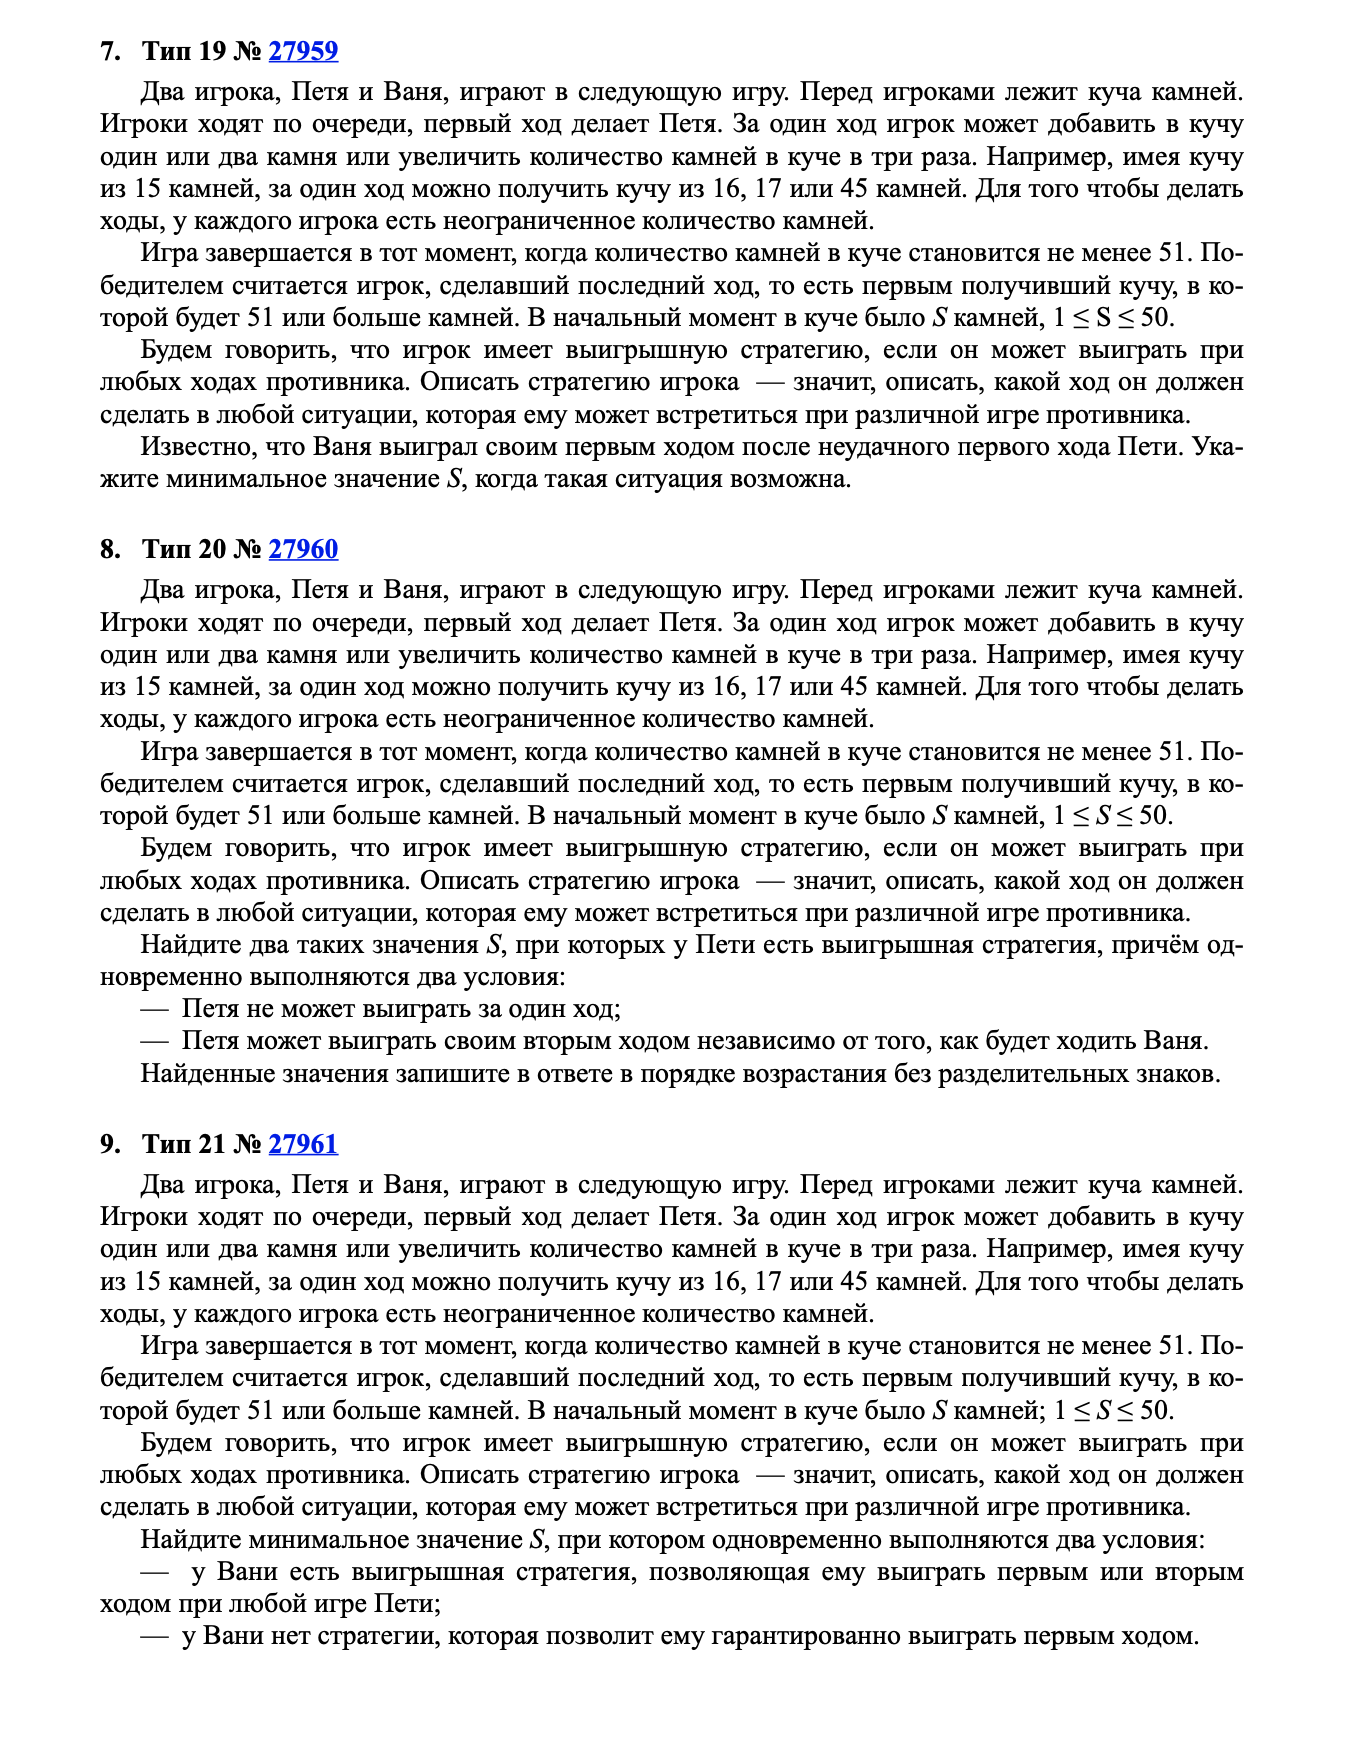 7. Тип 19 № 27959
Два игрока, Петя и Ваня, играют в следующую игру. Перед игроками лежит куча камней.
Игроки ходят по очереди, первый ход делает Петя. За один ход игрок может добавить в кучу
один или два камня или увеличить количество камней в куче в три раза. Например, имея кучу
из 15 камней, за один ход можно получить кучу из 16, 17 или 45 камней. Для того чтобы делать
ходы, у каждого игрока есть неограниченное количество камней.
Игра завершается в тот момент, когда количество камней в куче становится не менее 51. По-
бедителем считается игрок, сделавший последний ход, то есть первым получивший кучу, в ко-
торой будет 51 или больше камней. В начальный момент в куче было S камней, 1 ≤ S ≤ 50.
Будем говорить, что игрок имеет выигрышную стратегию, если он может выиграть при
любых ходах противника. Описать стратегию игрока — значит, описать, какой ход он должен
сделать в любой ситуации, которая ему может встретиться при различной игре противника.
Известно, что Ваня выиграл своим первым ходом после неудачного первого хода Пети. Ука-
жите минимальное значение S, когда такая ситуация возможна.
8. Тип 20 № 27960
Два игрока, Петя и Ваня, играют в следующую игру. Перед игроками лежит куча камней.
Игроки ходят по очереди, первый ход делает Петя. За один ход игрок может добавить в кучу
один или два камня или увеличить количество камней в куче в три раза. Например, имея кучу
из 15 камней, за один ход можно получить кучу из 16, 17 или 45 камней. Для того чтобы делать
ходы, у каждого игрока есть неограниченное количество камней.
Игра завершается в тот момент, когда количество камней в куче становится не менее 51. По-
бедителем считается игрок, сделавший последний ход, то есть первым получивший кучу, в ко-
торой будет 51 или больше камней. В начальный момент в куче было S камней, 1 ≤ S ≤ 50.
Будем говорить, что игрок имеет выигрышную стратегию, если он может выиграть при
любых ходах противника. Описать стратегию игрока — значит, описать, какой ход он должен
сделать в любой ситуации, которая ему может встретиться при различной игре противника.
Найдите два таких значения S, при которых у Пети есть выигрышная стратегия, причём од-
новременно выполняются два условия:
— Петя не может выиграть за один ход;
— Петя может выиграть своим вторым ходом независимо от того, как будет ходить Ваня.
Найденные значения запишите в ответе в порядке возрастания без разделительных знаков.
9. Тип 21 № 27961
Два игрока, Петя и Ваня, играют в следующую игру. Перед игроками лежит куча камней.
Игроки ходят по очереди, первый ход делает Петя. За один ход игрок может добавить в кучу
один или два камня или увеличить количество камней в куче в три раза. Например, имея кучу
из 15 камней, за один ход можно получить кучу из 16, 17 или 45 камней. Для того чтобы делать
ходы, у каждого игрока есть неограниченное количество камней.
Игра завершается в тот момент, когда количество камней в куче становится не менее 51. По-
бедителем считается игрок, сделавший последний ход, то есть первым получивший кучу, в ко-
торой будет 51 или больше камней. В начальный момент в куче было S камней; 1 ≤ S ≤ 50.
Будем говорить, что игрок имеет выигрышную стратегию, если он может выиграть при
любых ходах противника. Описать стратегию игрока — значит, описать, какой ход он должен
сделать в любой ситуации, которая ему может встретиться при различной игре противника.
Найдите минимальное значение S, при котором одновременно выполняются два условия:
— у Вани есть выигрышная стратегия, позволяющая ему выиграть первым или вторым
ходом при любой игре Пети;
— у Вани нет стратегии, которая позволит ему гарантированно выиграть первым ходом.